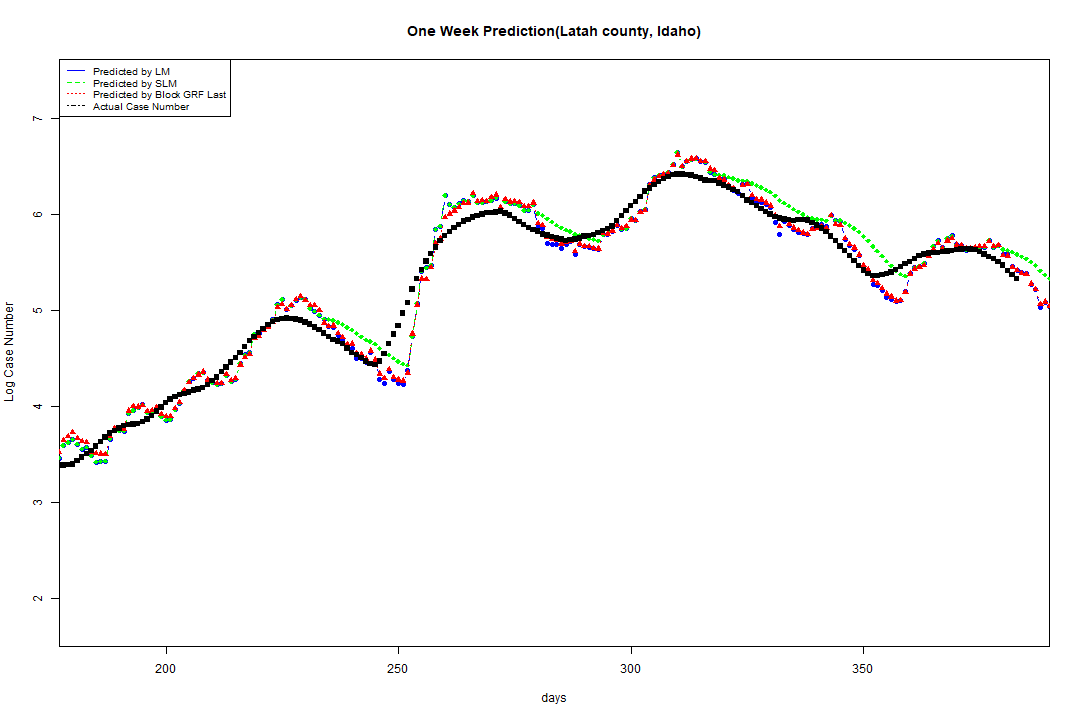 One Week Prediction(Latah county, Idaho)
Predicted by LM
Predicted by SLM
Predicted by Block GRF Last
Actual Case Number
7
6
5
4
3
2
Log Case Number
200
250
300
350
days